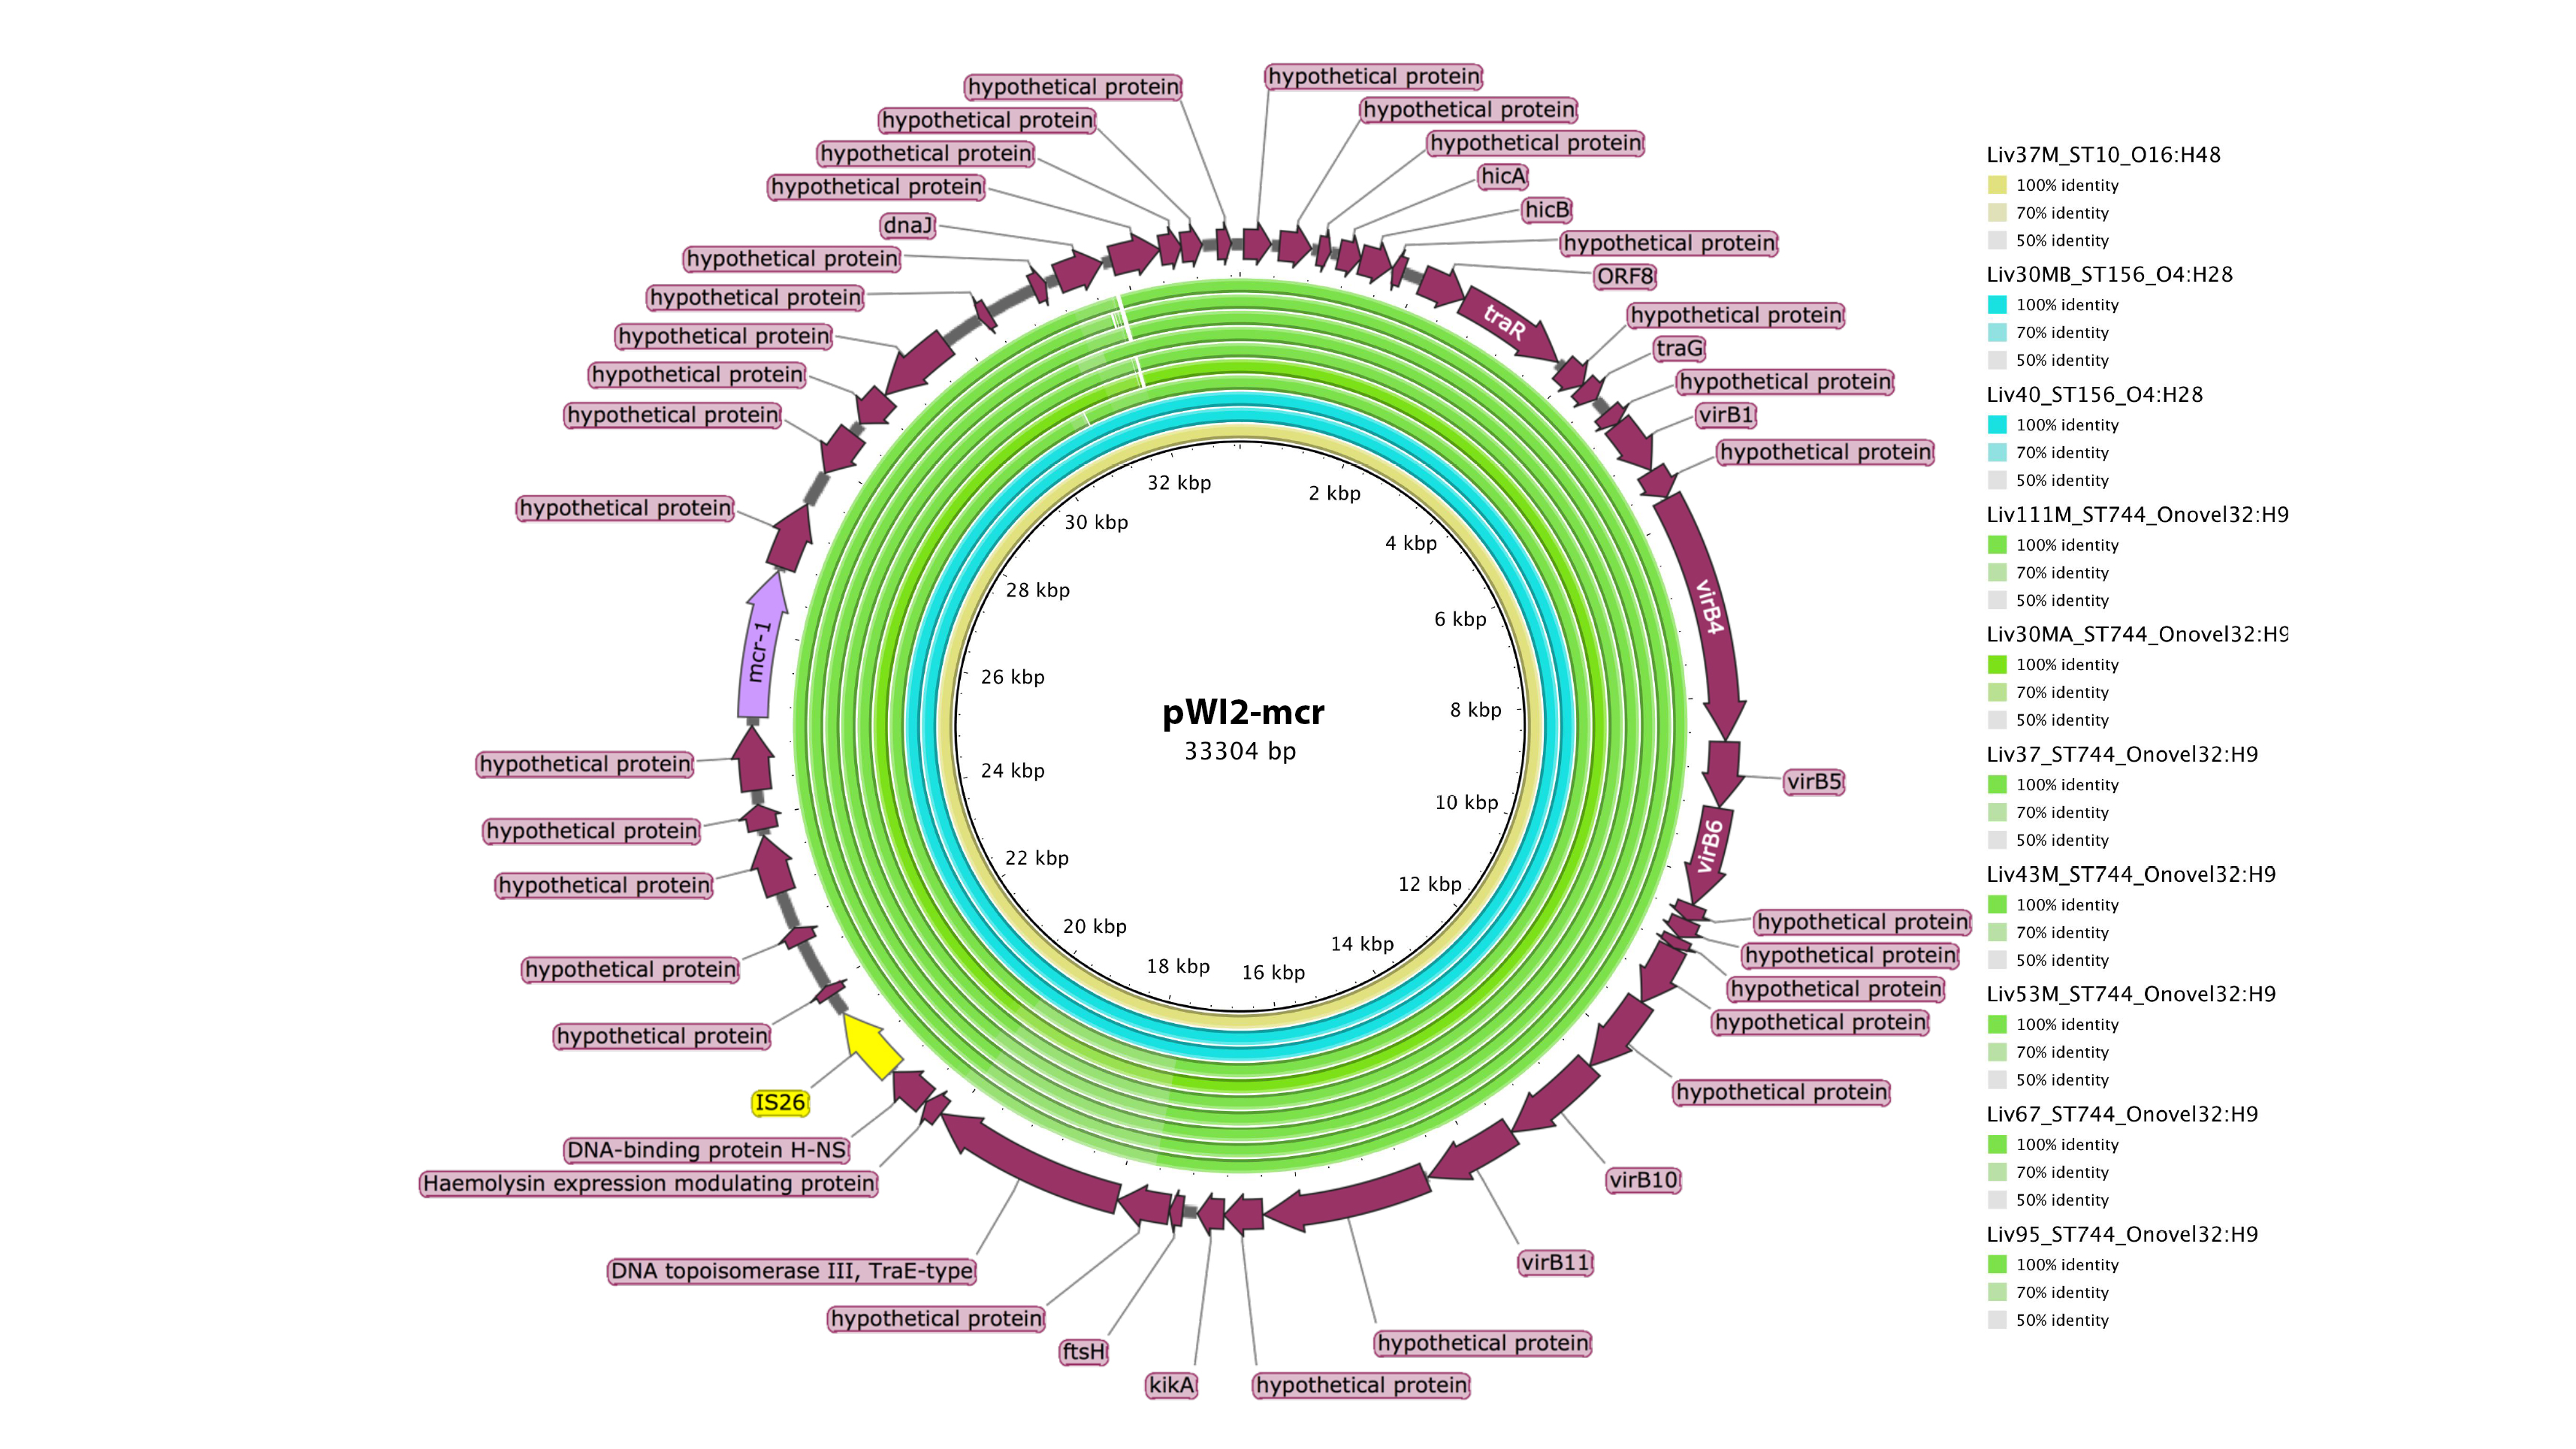 hypothetical protein
hypothetical protein
hypothetical protein
hicA
hicB
hypothetical protein
ORF8
traR
hypothetical protein
traG
hypothetical protein
virB1
hypothetical protein
virB4
virB5
virB6
hypothetical protein
hypothetical protein
hypothetical protein
hypothetical protein
hypothetical protein
virB10
virB11
hypothetical protein
hypothetical protein
kikA
ftsH
hypothetical protein
DNA topoisomerase III, TraE-type
Haemolysin expression modulating protein
DNA-binding protein H-NS
IS26
hypothetical protein
hypothetical protein
hypothetical protein
hypothetical protein
hypothetical protein
mcr-1
hypothetical protein
hypothetical protein
hypothetical protein
hypothetical protein
hypothetical protein
hypothetical protein
dnaJ
hypothetical protein
hypothetical protein
hypothetical protein
hypothetical protein
2 kbp
4 kbp
6 kbp
8 kbp
10 kbp
12 kbp
14 kbp
16 kbp
18 kbp
20 kbp
22 kbp
24 kbp
26 kbp
28 kbp
30 kbp
32 kbp
pWI2-mcr
33304 bp
Liv37M_ST10_O16:H48
100% identity
70% identity
50% identity
Liv30MB_ST156_O4:H28
100% identity
70% identity
50% identity
Liv40_ST156_O4:H28
100% identity
70% identity
50% identity
Liv111M_ST744_Onovel32:H9
100% identity
70% identity
50% identity
Liv30MA_ST744_Onovel32:H9
100% identity
70% identity
50% identity
Liv37_ST744_Onovel32:H9
100% identity
70% identity
50% identity
Liv43M_ST744_Onovel32:H9
100% identity
70% identity
50% identity
Liv53M_ST744_Onovel32:H9
100% identity
70% identity
50% identity
Liv67_ST744_Onovel32:H9
100% identity
70% identity
50% identity
Liv95_ST744_Onovel32:H9
100% identity
70% identity
50% identity